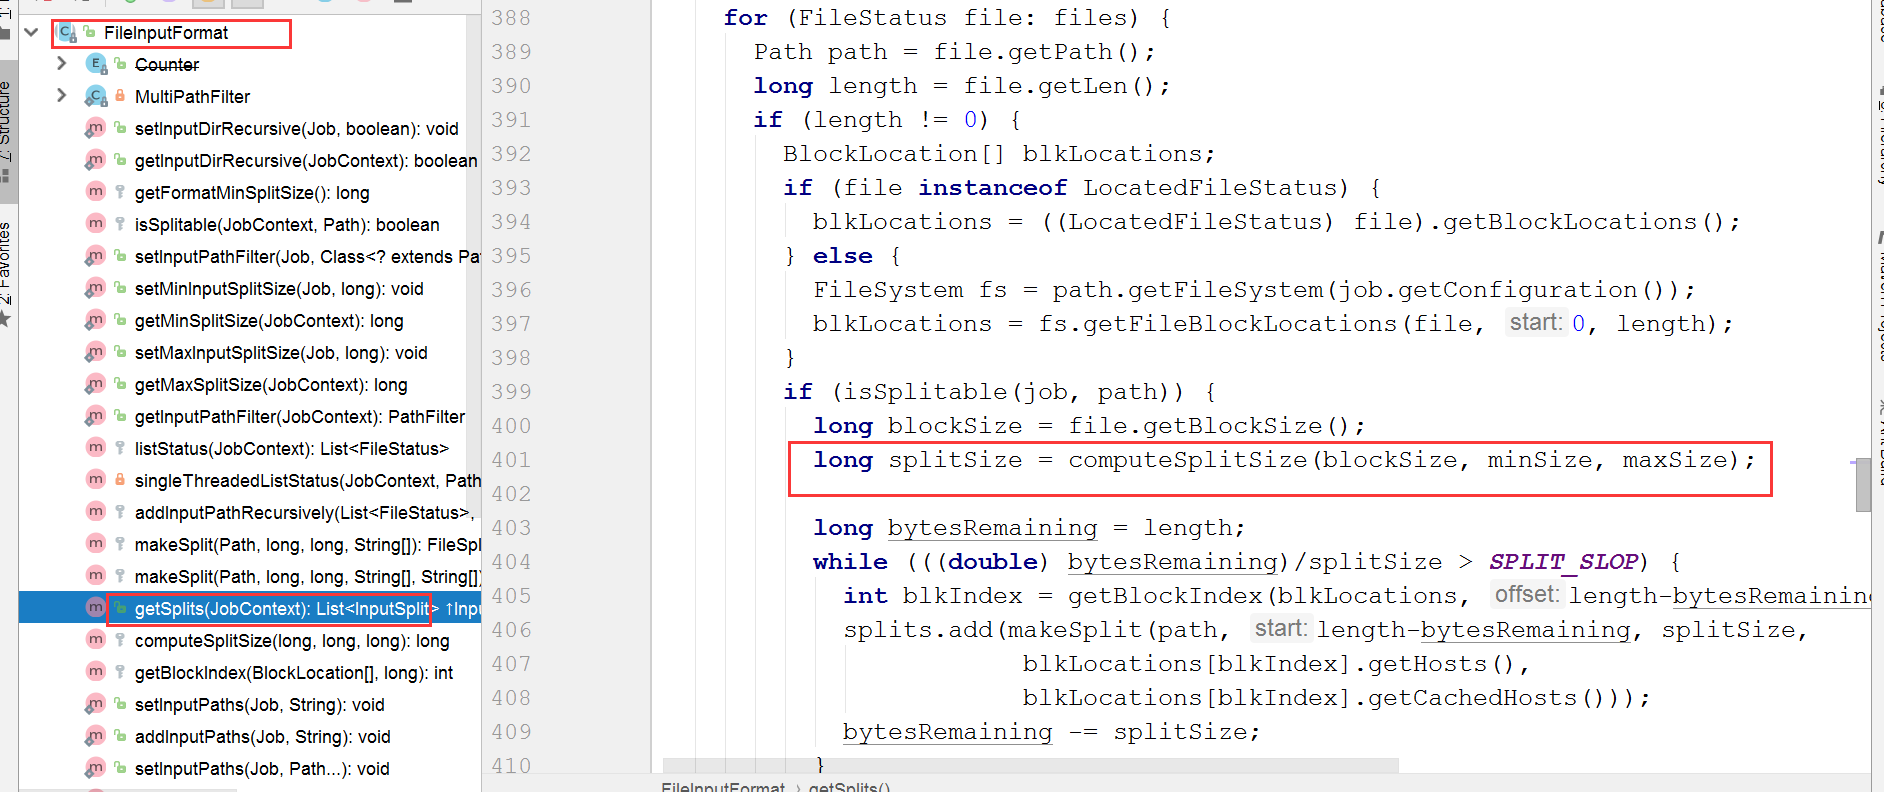 FileInputFormat
Counter
MultiPathFilter
setInputDirRecursive(Job, boolean): void
getInputDirRecursive(JobContext): boolean
getFormatMinSplitSize(): long
isSplitable(JobContext, Path): boolean
setInputPathFilter(Job, Class<? extends Pa
setMinInputSplitSize(Job, long): void
getMinSplitSize(JobContext): long
setMaxInputSplitSize(Job, long): void
getMaxSplitSize(JobContext): long
getInputPathFilter(JobContext): PathFilter
listStatus(JobContext): List<FileStatus>
singleThreadedListStatus(JobContext, Path
addInputPathRecursively(List<FileStatus>,
makeSplit(Path, long, long, String[]): FileSpl
makeSplit(Path, long, long, String[], String[])
getSplits(JobContext): List<InputSplit> ↑Inpu
computeSplitSize(long, long, long): long
getBlockIndex(BlockLocation[], long): int
setInputPaths(Job, String): void
addInputPaths(Job, String): void
setInputPaths(Job, Path...): void
Z: Structure
2: Favorites
388 for (FileStatus file: files) {
389 Path path = file.getPath();
390 long length = file.getLen();
391 if (length != 0) {
392 BlockLocation[] blkLocations;
393 if (file instanceof LocatedFileStatus) {
394 blkLocations = ((LocatedFileStatus) file).getBlockLocations();
395 } else {
396 FileSystem fs = path.getFileSystem(job.getConfiguration());
397 blkLocations = fs.getFileBlockLocations(file, start: 0, length);
398 }
399 if (isSplitable(job, path)) {
400 long blockSize = file.getBlockSize();
401 long splitSize = computeSplitSize(blockSize, minSize, maxSize);
402
403 long bytesRemaining = length;
404 while (((double) bytesRemaining)/splitSize > SPLIT_SLOP) {
405 int blkIndex = getBlockIndex(blkLocations, offset: length-bytesRemaining
406 splits.add(makeSplit(path, start: length-bytesRemaining, splitSize,
407 blkLocations[blkIndex].getHosts(),
408 blkLocations[blkIndex].getCachedHosts()));
409 bytesRemaining -= splitSize;
410 }
FileInputFormat › getSplits()